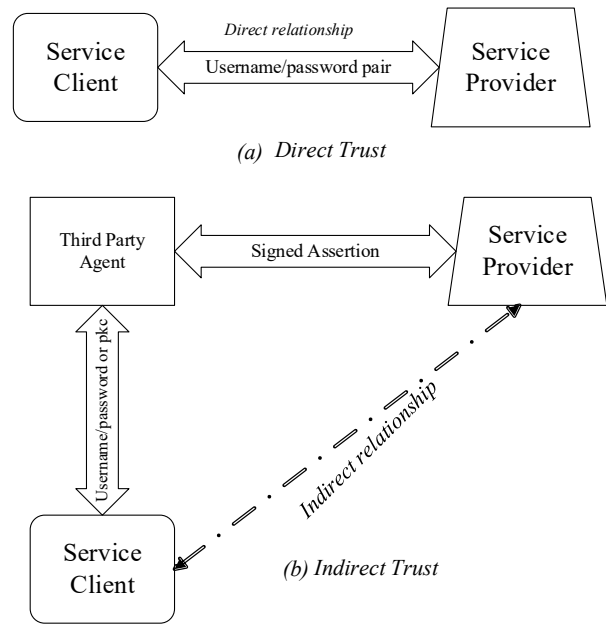 Service
Client
Direct relationship
Username/password pair
Service
Provider
(a) Direct Trust
Third Party
Agent
Signed Assertion
Service
Provider
Username/password or pkc
Indirect relationship
Service
Client
(b) Indirect Trust